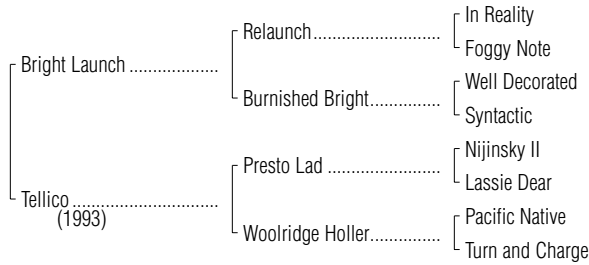 In Reality
Relaunch
Foggy Note
Bright Launch
Well Decorated
Burnished Bright
Syntactic
Nijinsky II
Presto Lad
Lassie Dear
Tellico
(1993)
Pacific Native
Woolridge Holler
Turn and Charge